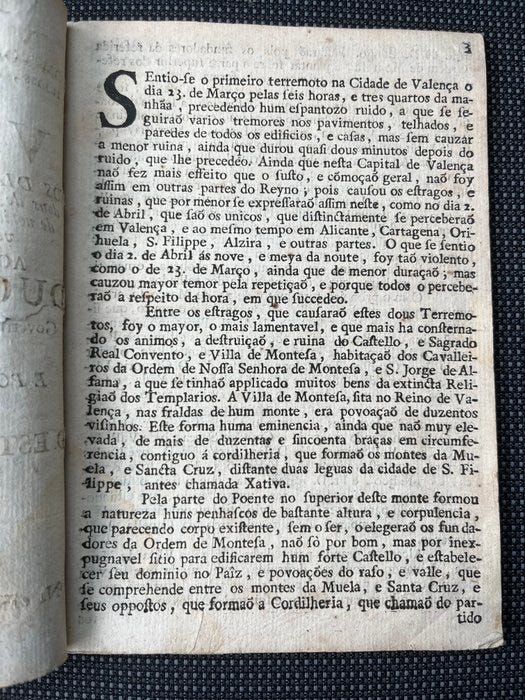 3
SEntio-se o primeiro terremoto na Cidade de Valença o
dia 23. de Março pelas ſeis horas, e tres quartos da ma-
nhãa, precedendo hum eſpantozo ruido, a que ſe ſe-
guiraõ varios tremores nos pavimentos, telhados, e
paredes de todos os edificios, e caſas, mas ſem cauzar
a menor ruina, ainda que durou quaſi dous minutos depois do
ruido, que lhe precedeo. Ainda que neſta Capital de Valença
naõ fez mais effeito que o ſuſto, e cõmoçaõ geral, naõ foy
aſſim em outras partes do Reyno; pois cauſou os eſtragos, e
ruinas, que por menor ſe expreſſaraõ aſſim neſte, como no dia 2.
de Abril, que ſaõ os unicos, que diſtinctamente ſe perceberaõ
em Valença, e ao meſmo tempo em Alicante, Cartagena, Ori-
huela, S. Filippe, Alzira, e outras partes. O que ſe ſentio
o dia 2. de Abril ás nove, e meya da noute, foy taõ violento,
como o de 23. de Março, ainda que de menor duraçaõ; mas
cauzou mayor temor pela repetiçaõ, e porque todos o percebe-
raõ a reſpeito da hora, em que ſuccedeo.
Entre os eſtragos, que cauſaraõ eſtes dous Terremo-
tos, foy o mayor, o mais lamentavel, e que mais ha conſterna-
do os animos, a deſtruiçaõ, e ruina do Caſtello, e Sagrado
Real Convento, e Villa de Monteſa, habitaçaõ dos Cavallei-
ros da Ordem de Noſſa Senhora de Monteſa, e S. Jorge de Al-
fama, a que ſe tinhaõ applicado muitos bens da extincta Reli-
giaõ dos Templarios. A Villa de Monteſa, ſita no Reino de Va-
lença, nas fraldas de hum monte, era povoaçaõ de duzentos
viſinhos. Eſte forma huma eminencia, ainda que naõ muy ele-
vada, de mais de duzentas e ſincoenta braças em circumfe-
rencia, contiguo á cordilheria, que formaõ os montes da Mu-
ela, e Sancta Cruz, diſtante duas leguas da cidade de S. Fi-
lippe, antes chamada Xativa.
Pela parte do Poente no ſuperior deſte monte formou
a natureza huns penhaſcos de baſtante altura, e corpulencia,
que parecendo corpo exiſtente, ſem o ſer, o elegeraõ os funda-
dores da Ordem de Monteſa, naõ ſó por bom, mas por inex-
pugnavel ſitio para edificarem hum forte Caſtello, e eſtabele-
cer ſeu dominio no Paîz, e povoações do raſo, e valle, que
ſe comprehende entre os montes da Muela, e Santa Cruz, e
ſeus oppoſtos, que formaõ a Cordilheria, que chamaõ do par-
tido